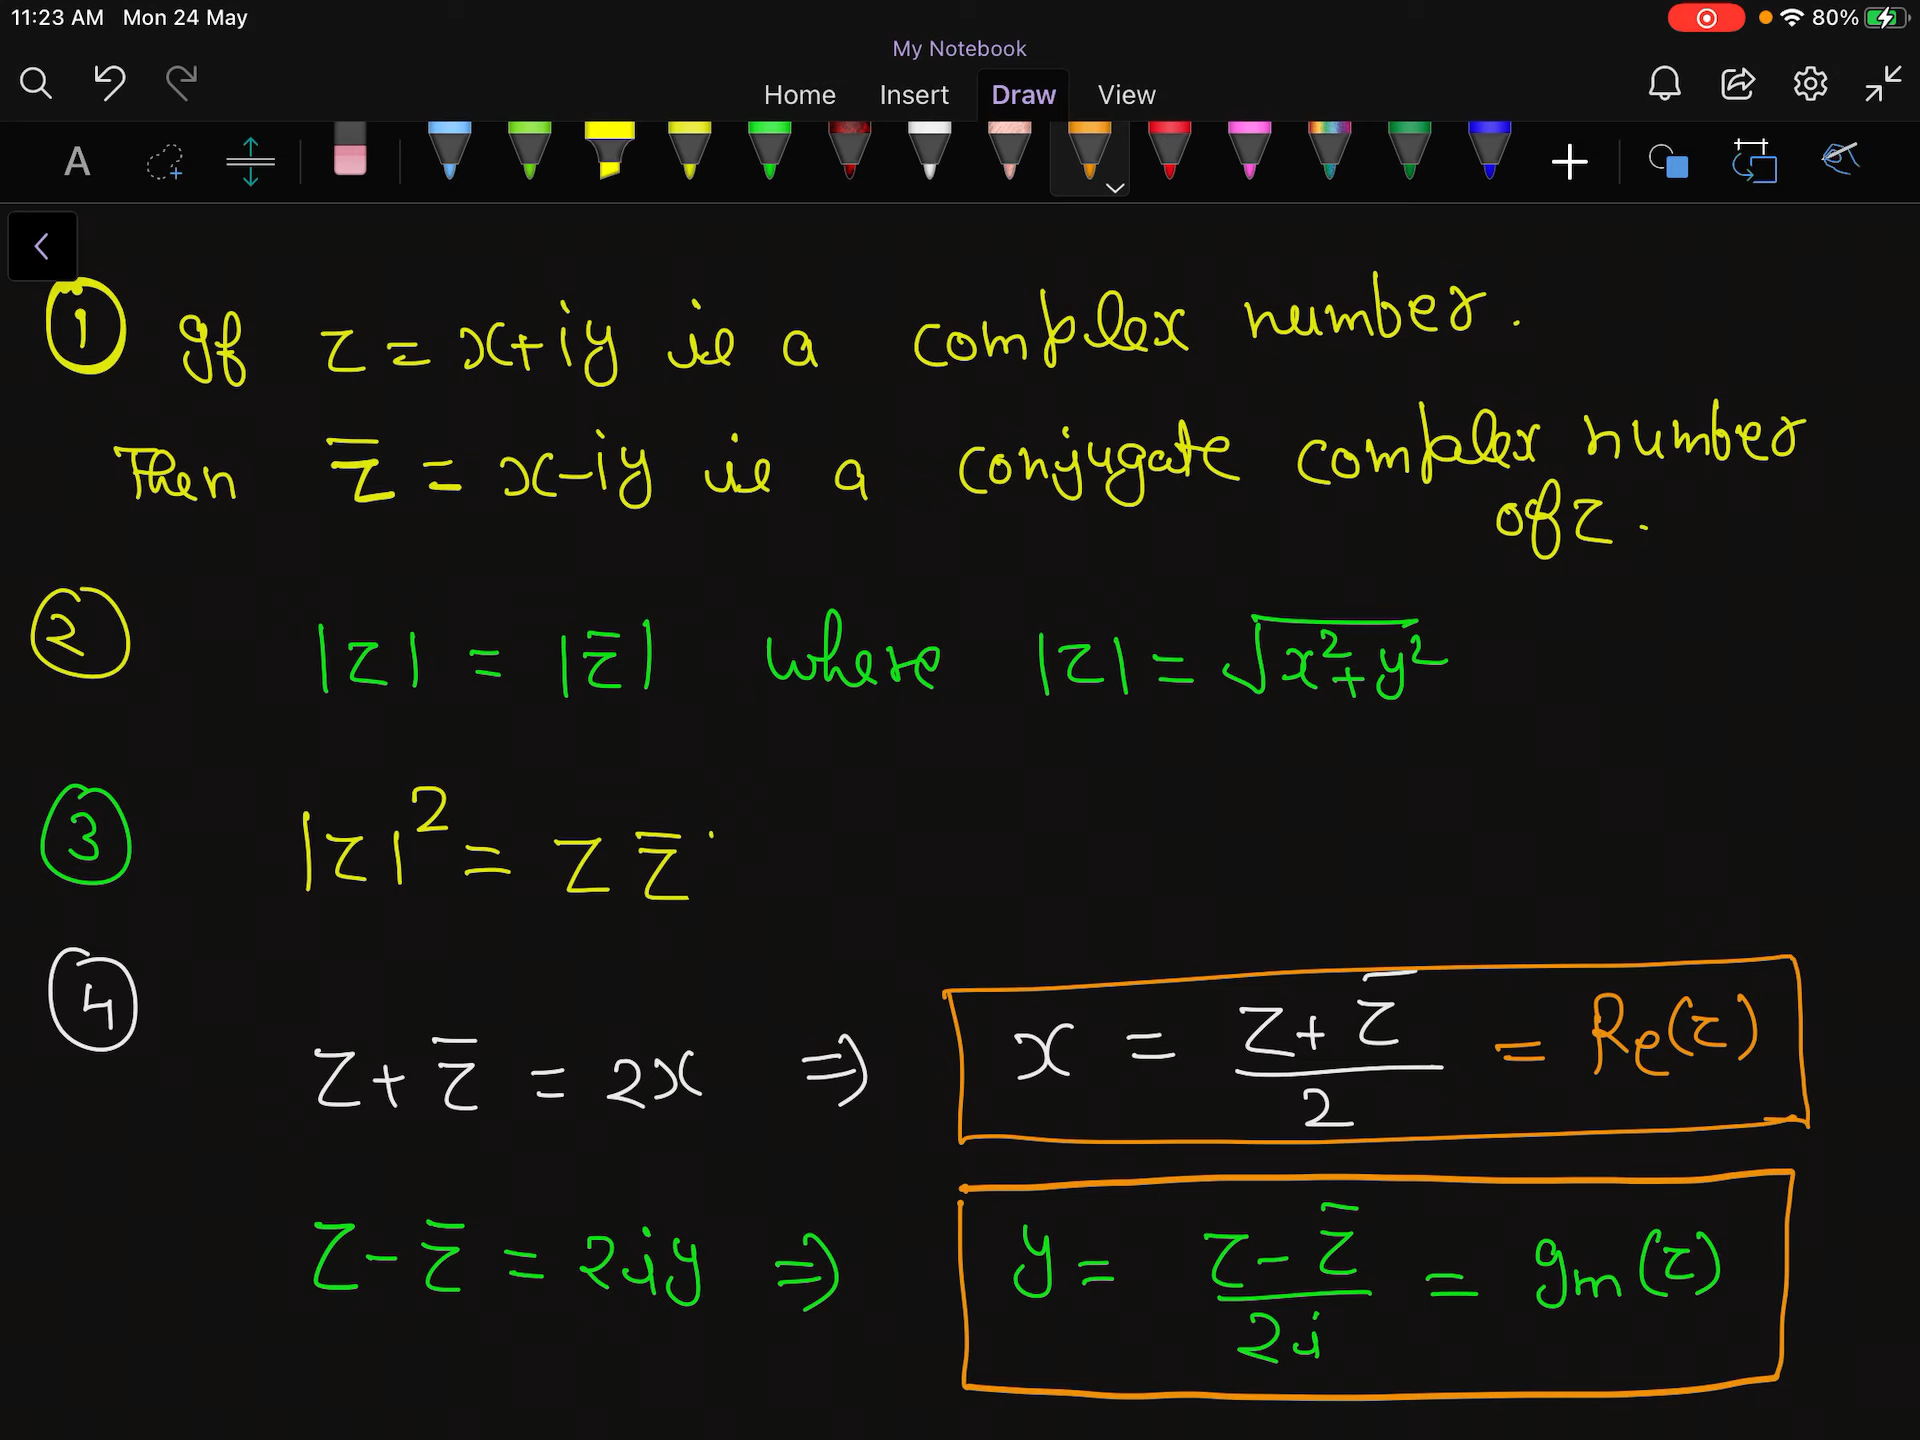 11:23 AM Mon 24 May
80%
My Notebook
Home Insert Draw View
A
① If z = x+iy is a complex number.
Then z̅ = x-iy is a conjugate complex number
of z.
② |z| = |z̅| where |z| = √(x²+y²)
③ |z|² = z z̅
④
z + z̅ = 2x ⇒ x = (z + z̅)/2 = Re(z)
z - z̅ = 2iy ⇒ y = (z - z̅)/2i = Im(z)